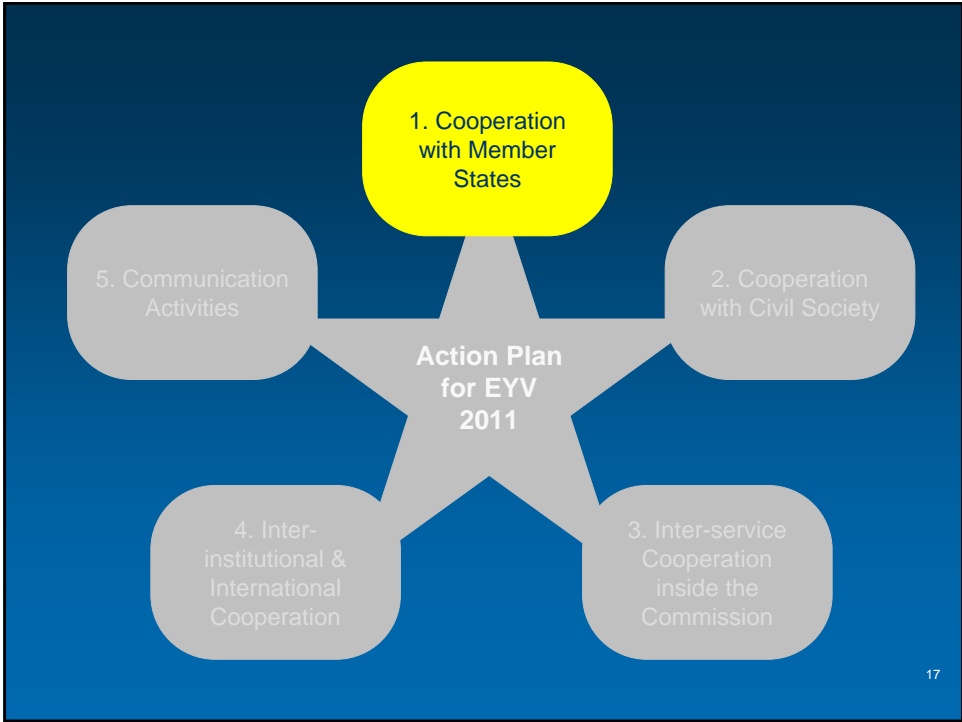 1. Cooperation
with Member
States
5. Communication
Activities
2. Cooperation
with Civil Society
Action Plan
for EYV
2011
4. Inter-
institutional &
International
Cooperation
3. Inter-service
Cooperation
inside the
Commission
17